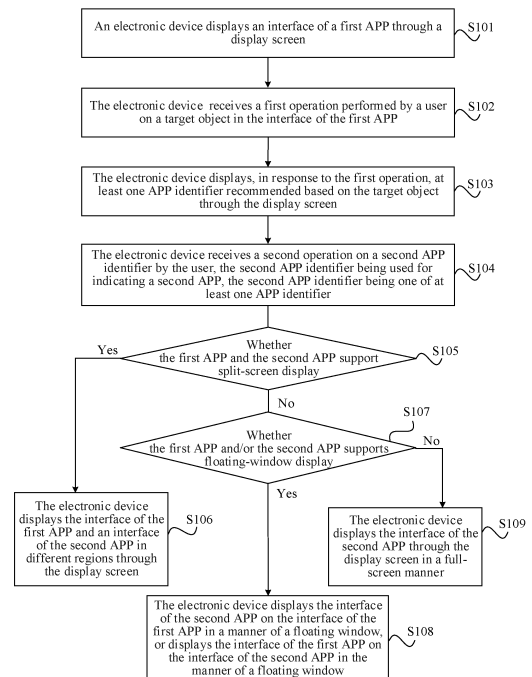 An electronic device displays an interface of a first APP through a
display screen
S101
The electronic device receives a first operation performed by a user
on a target object in the interface of the first APP
S102
The electronic device displays, in response to the first operation, at
least one APP identifier recommended based on the target object
through the display screen
S103
The electronic device receives a second operation on a second APP
identifier by the user, the second APP identifier being used for
indicating a second APP, the second APP identifier being one of at
least one APP identifier
S104
Whether
the first APP and the second APP support
split-screen display
S105
Yes
No
Whether
the first APP and/or the second APP supports
floating-window display
S107
No
Yes
The electronic device
displays the interface of the
first APP and an interface
of the second APP in
different regions through
the display screen
S106
The electronic device
displays the interface of the
second APP through the
display screen in a full-
screen manner
S109
The electronic device displays the interface
of the second APP on the interface of the
first APP in a manner of a floating window,
or displays the interface of the first APP on
the interface of the second APP in the
manner of a floating window
S108